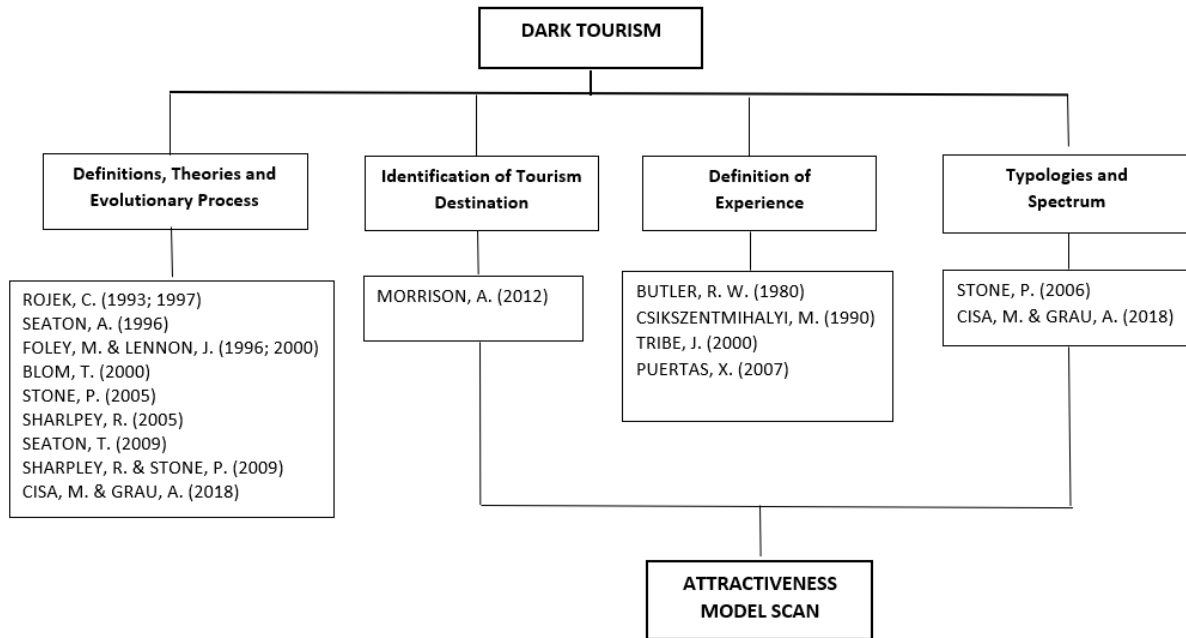 DARK TOURISM
Definitions, Theories and
Evolutionary Process
Identification of Tourism
Destination
Definition of
Experience
Typologies and
Spectrum
ROJEK, C. (1993; 1997)
SEATON, A. (1996)
FOLEY, M. & LENNON, J. (1996; 2000)
BLOM, T. (2000)
STONE, P. (2005)
SHARLPEY, R. (2005)
SEATON, T. (2009)
SHARPLEY, R. & STONE, P. (2009)
CISA, M. & GRAU, A. (2018)
MORRISON, A. (2012)
BUTLER, R. W. (1980)
CSIKSZENTMIHALYI, M. (1990)
TRIBE, J. (2000)
PUERTAS, X. (2007)
STONE, P. (2006)
CISA, M. & GRAU, A. (2018)
ATTRACTIVENESS
MODEL SCAN